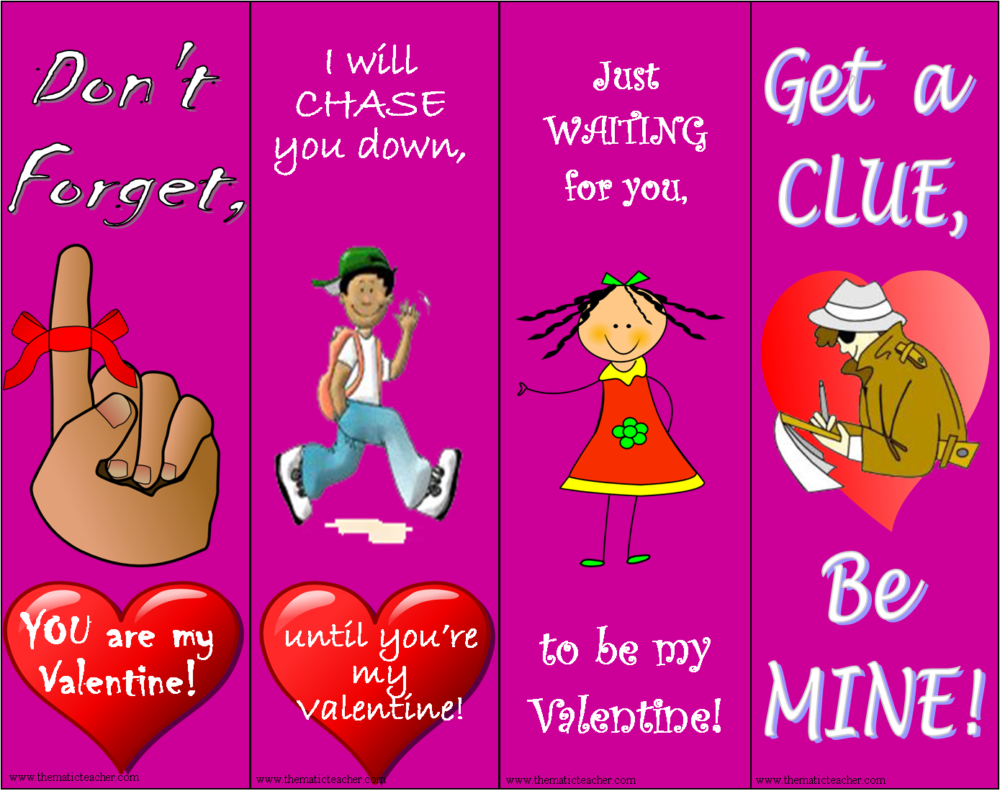 Don't
Forget,
YOU are my
Valentine!
www.thematicteacher.com
I will
CHASE
you down,
until you're
my
valentine!
www.thematicteacher.com
Just
WAITING
for you,
to be my
Valentine!
www.thematicteacher.com
Get a
CLUE,
Be
MINE!
www.thematicteacher.com